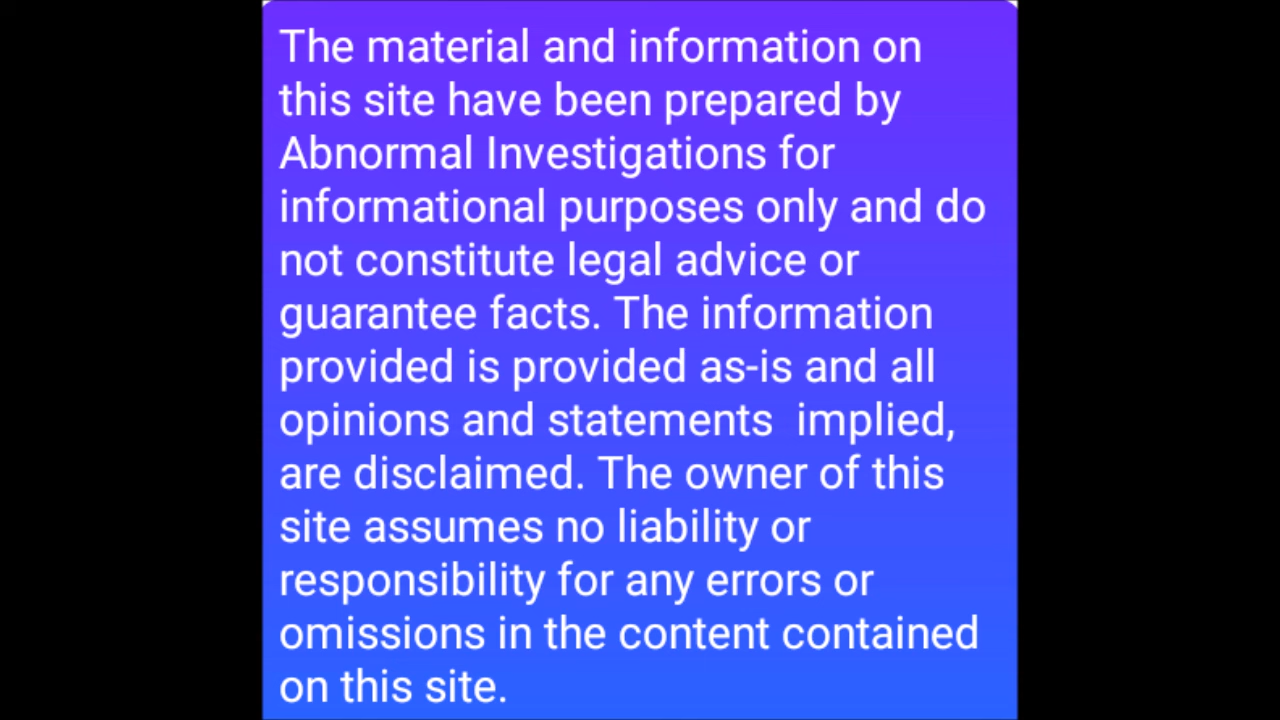 The material and information on
this site have been prepared by
Abnormal Investigations for
informational purposes only and do
not constitute legal advice or
guarantee facts. The information
provided is provided as-is and all
opinions and statements  implied,
are disclaimed. The owner of this
site assumes no liability or
responsibility for any errors or
omissions in the content contained
on this site.